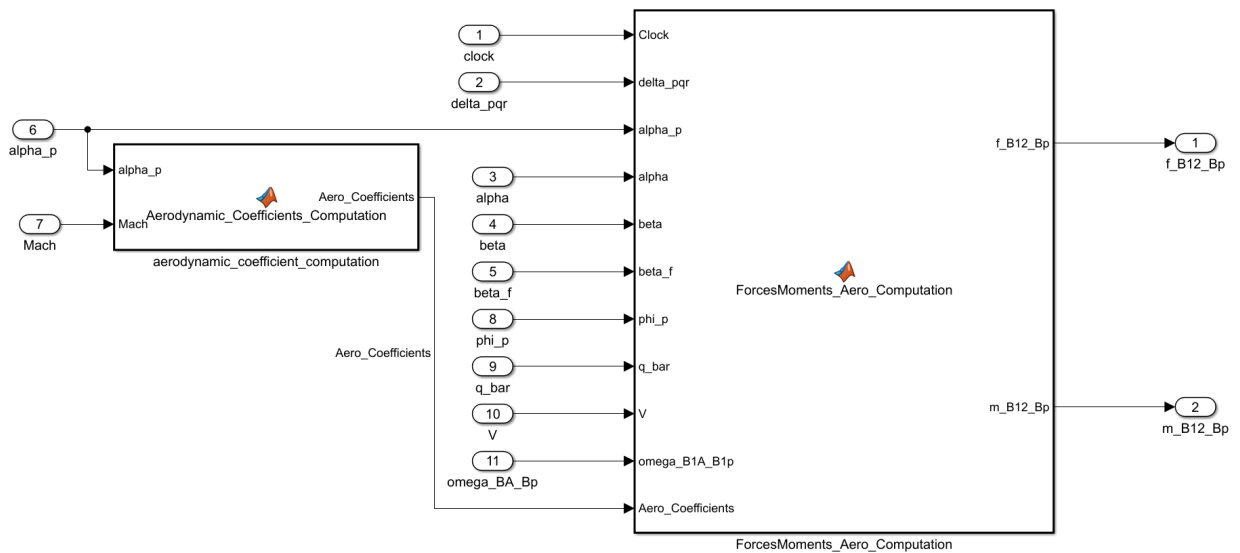 1
clock
2
delta_pqr
6
alpha_p
7
Mach
alpha_p
Mach
Aero_Coefficients
Aerodynamic_Coefficients_Computation
aerodynamic_coefficient_computation
Aero_Coefficients
3
alpha
4
beta
5
beta_f
8
phi_p
9
q_bar
10
V
11
omega_BA_Bp
Clock
delta_pqr
alpha_p
alpha
beta
beta_f
phi_p
q_bar
V
omega_B1A_B1p
Aero_Coefficients
ForcesMoments_Aero_Computation
f_B12_Bp
m_B12_Bp
ForcesMoments_Aero_Computation
1
f_B12_Bp
2
m_B12_Bp